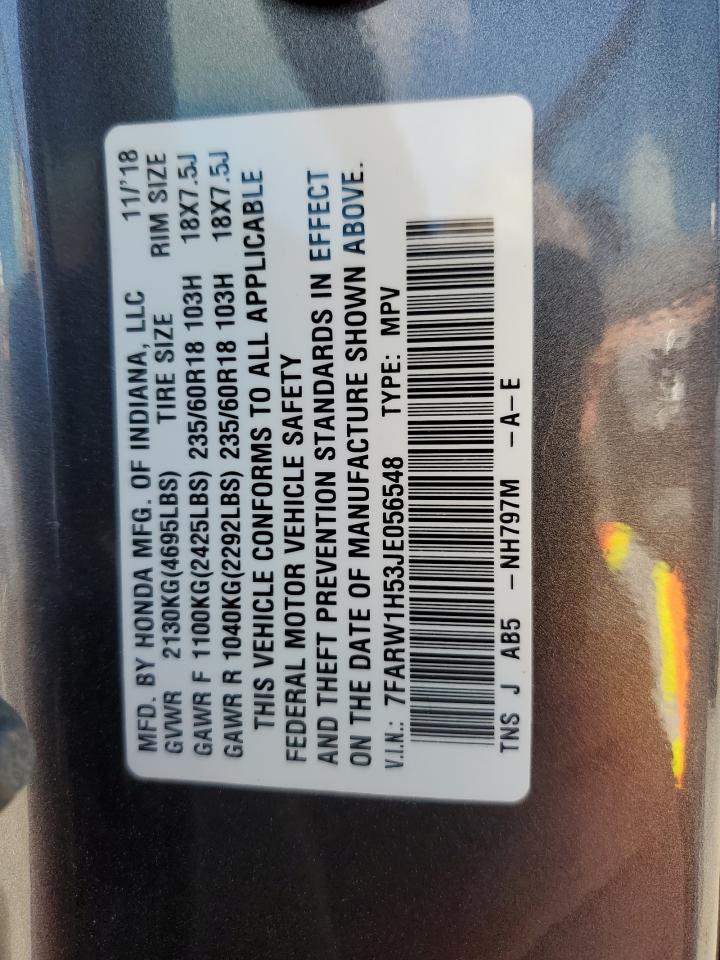 MFD. BY HONDA MFG. OF INDIANA, LLC 11/'18
GVWR 2130KG(4695LBS) TIRE SIZE RIM SIZE
GAWR F 1100KG(2425LBS) 235/60R18 103H 18X7.5J
GAWR R 1040KG(2292LBS) 235/60R18 103H 18X7.5J
THIS VEHICLE CONFORMS TO ALL APPLICABLE
FEDERAL MOTOR VEHICLE SAFETY
AND THEFT PREVENTION STANDARDS IN EFFECT
ON THE DATE OF MANUFACTURE SHOWN ABOVE.
V.I.N.: 7FARW1H53JE056548 TYPE: MPV
TNS J AB5 -NH797M -A-E